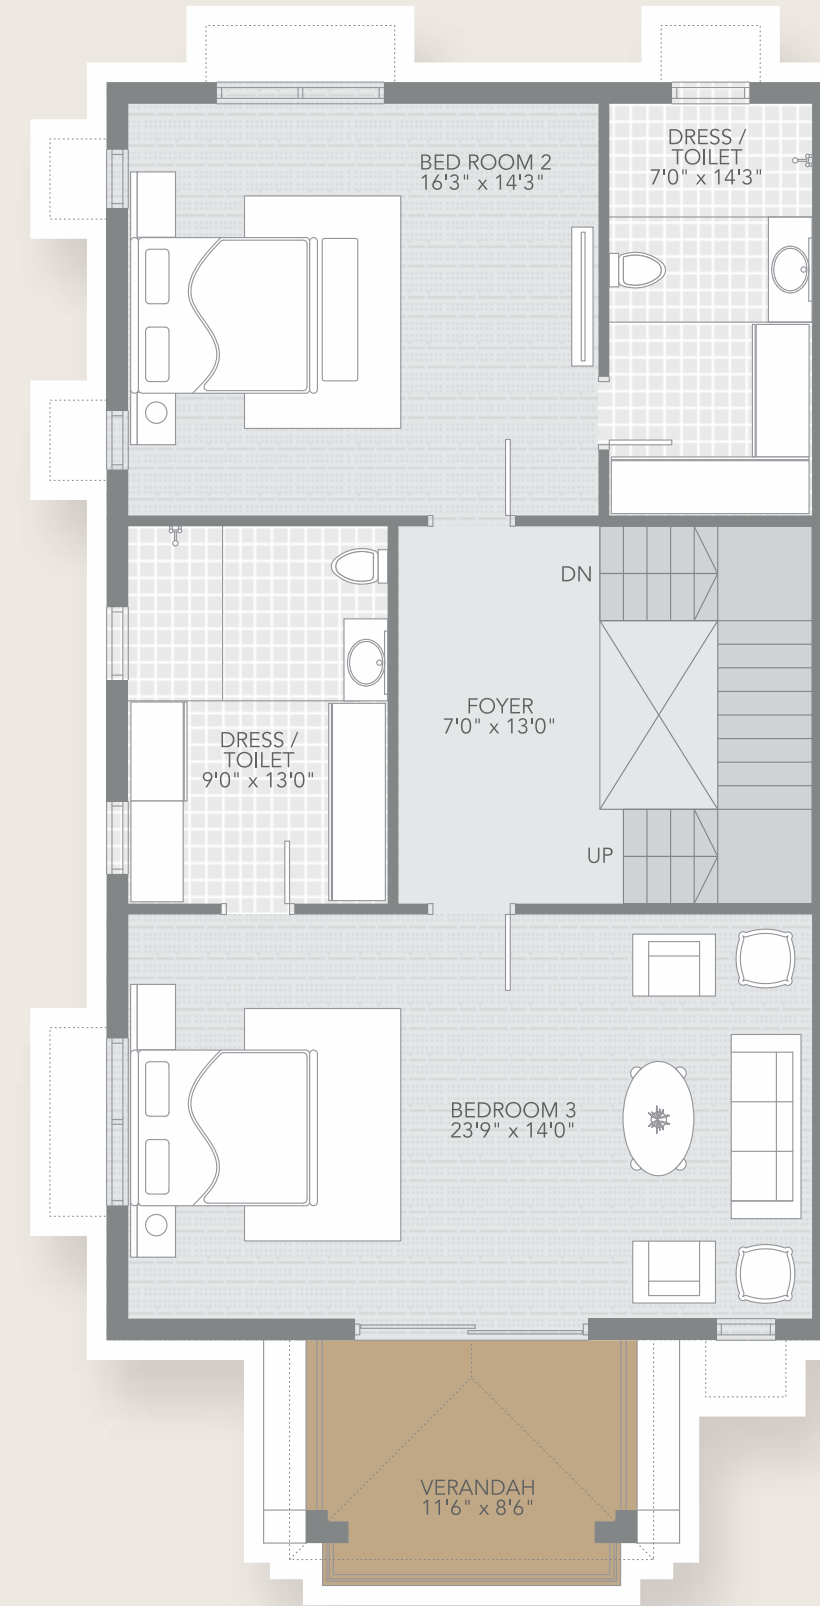 BED ROOM 2
16'3" x 14'3"
DRESS /
TOILET
7'0" x 14'3"
DN
FOYER
7'0" x 13'0"
DRESS /
TOILET
9'0" x 13'0"
UP
BEDROOM 3
23'9" x 14'0"
VERANDAH
11'6" x 8'6"